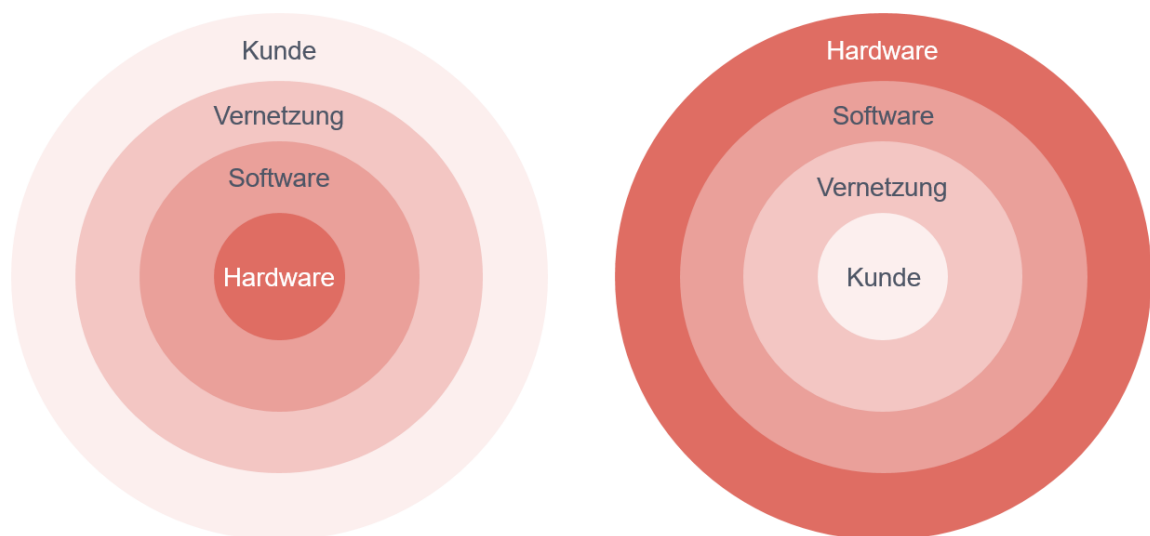 Kunde
Vernetzung
Software
Hardware
Hardware
Software
Vernetzung
Kunde